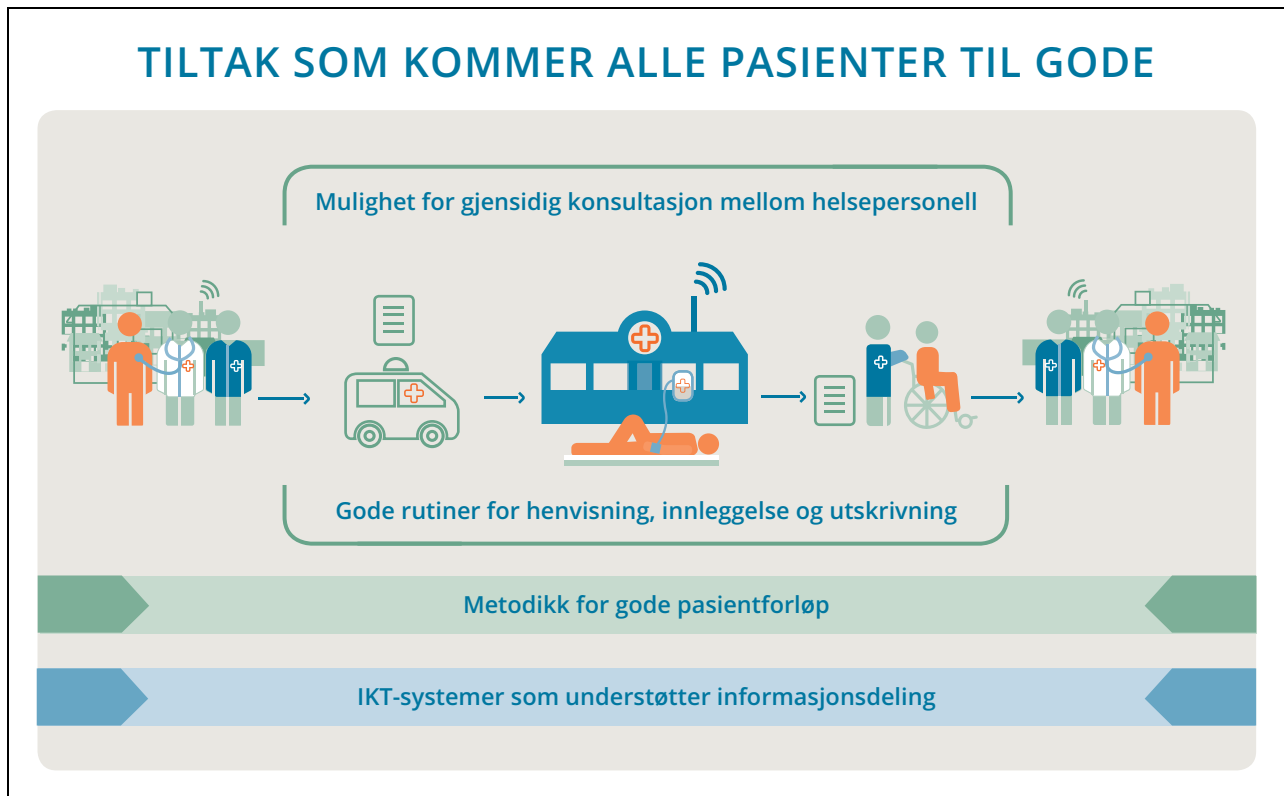 TILTAK SOM KOMMER ALLE PASIENTER TIL GODE
Mulighet for gjensidig konsultasjon mellom helsepersonell
Gode rutiner for henvisning, innleggelse og utskrivning
Metodikk for gode pasientforløp
IKT-systemer som understøtter informasjonsdeling